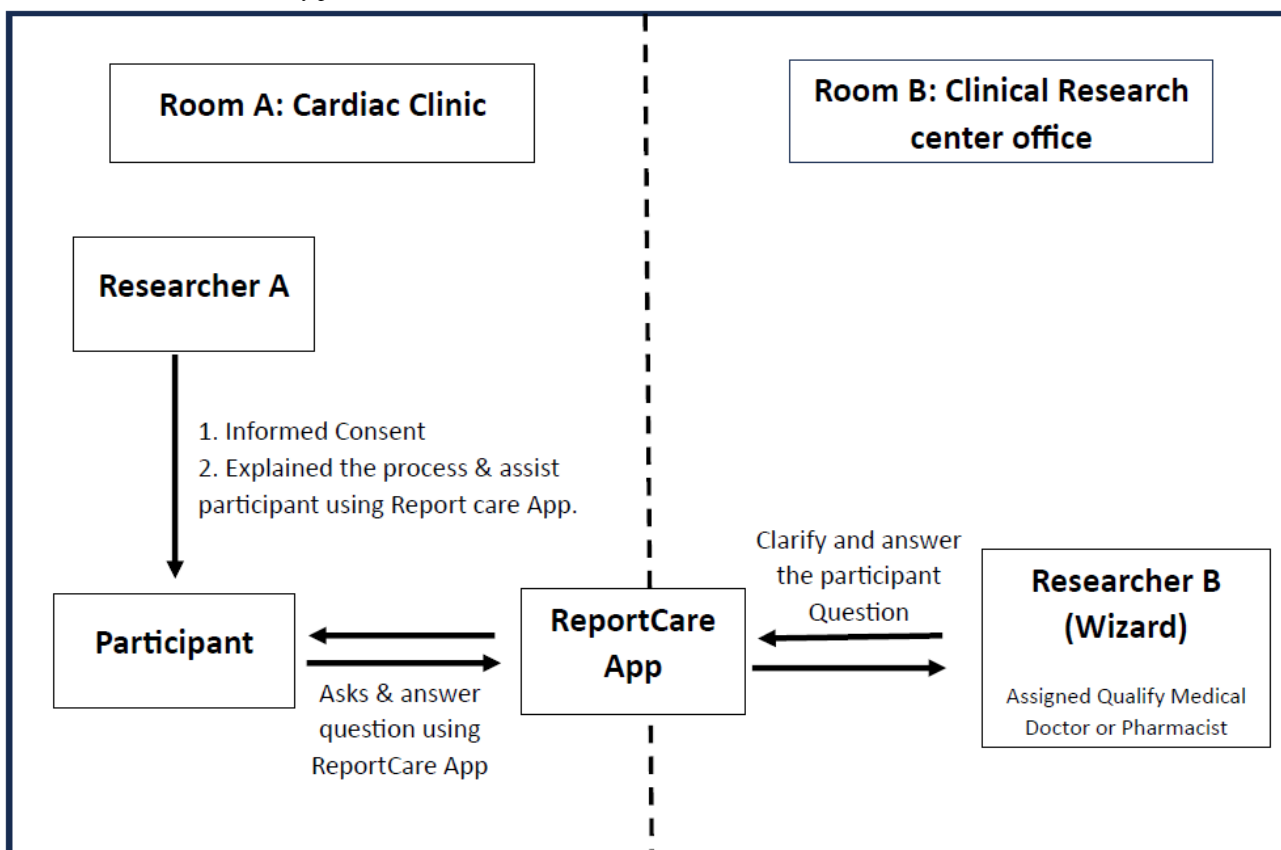 Room A: Cardiac Clinic
Room B: Clinical Research
center office
Researcher A
1. Informed Consent
2. Explained the process & assist
participant using Report care App.
Participant
Asks & answer
question using
ReportCare App
ReportCare
App
Clarify and answer
the participant
Question
Researcher B
(Wizard)
Assigned Qualify Medical
Doctor or Pharmacist